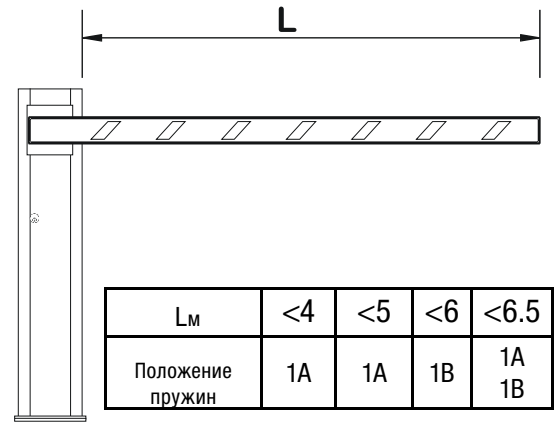 L
Lм <4 <5 <6 <6.5
Положение пружин 1A 1A 1B 1A 1B